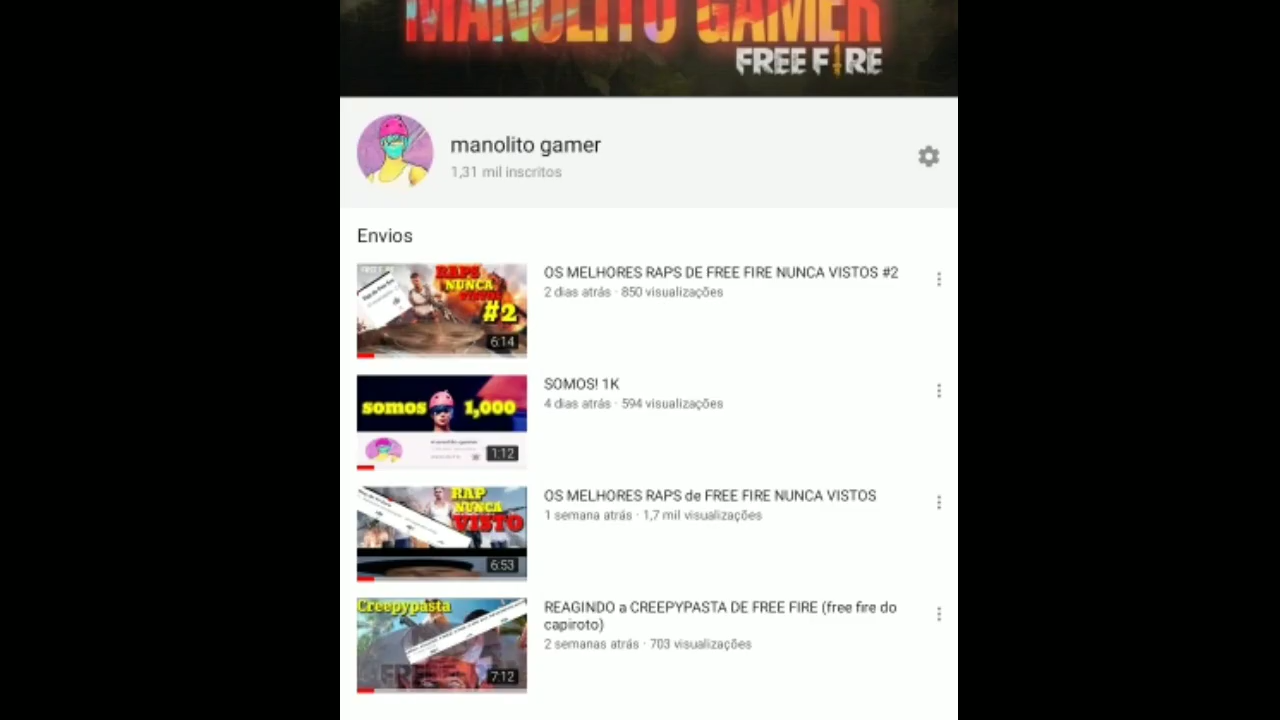 MANOLITO GAMER
FREE FIRE
manolito gamer
1,31 mil inscritos
Envios
RAPS
NUNCA
VISTOS
#2
6:14
OS MELHORES RAPS DE FREE FIRE NUNCA VISTOS #2
2 dias atrás · 850 visualizações
somos 1,000
1:12
SOMOS! 1K
4 dias atrás · 594 visualizações
RAP
NUNCA
VISTO
6:53
OS MELHORES RAPS de FREE FIRE NUNCA VISTOS
1 semana atrás · 1,7 mil visualizações
Creepypasta
7:12
REAGINDO a CREEPYPASTA DE FREE FIRE (free fire do
capiroto)
2 semanas atrás · 703 visualizações